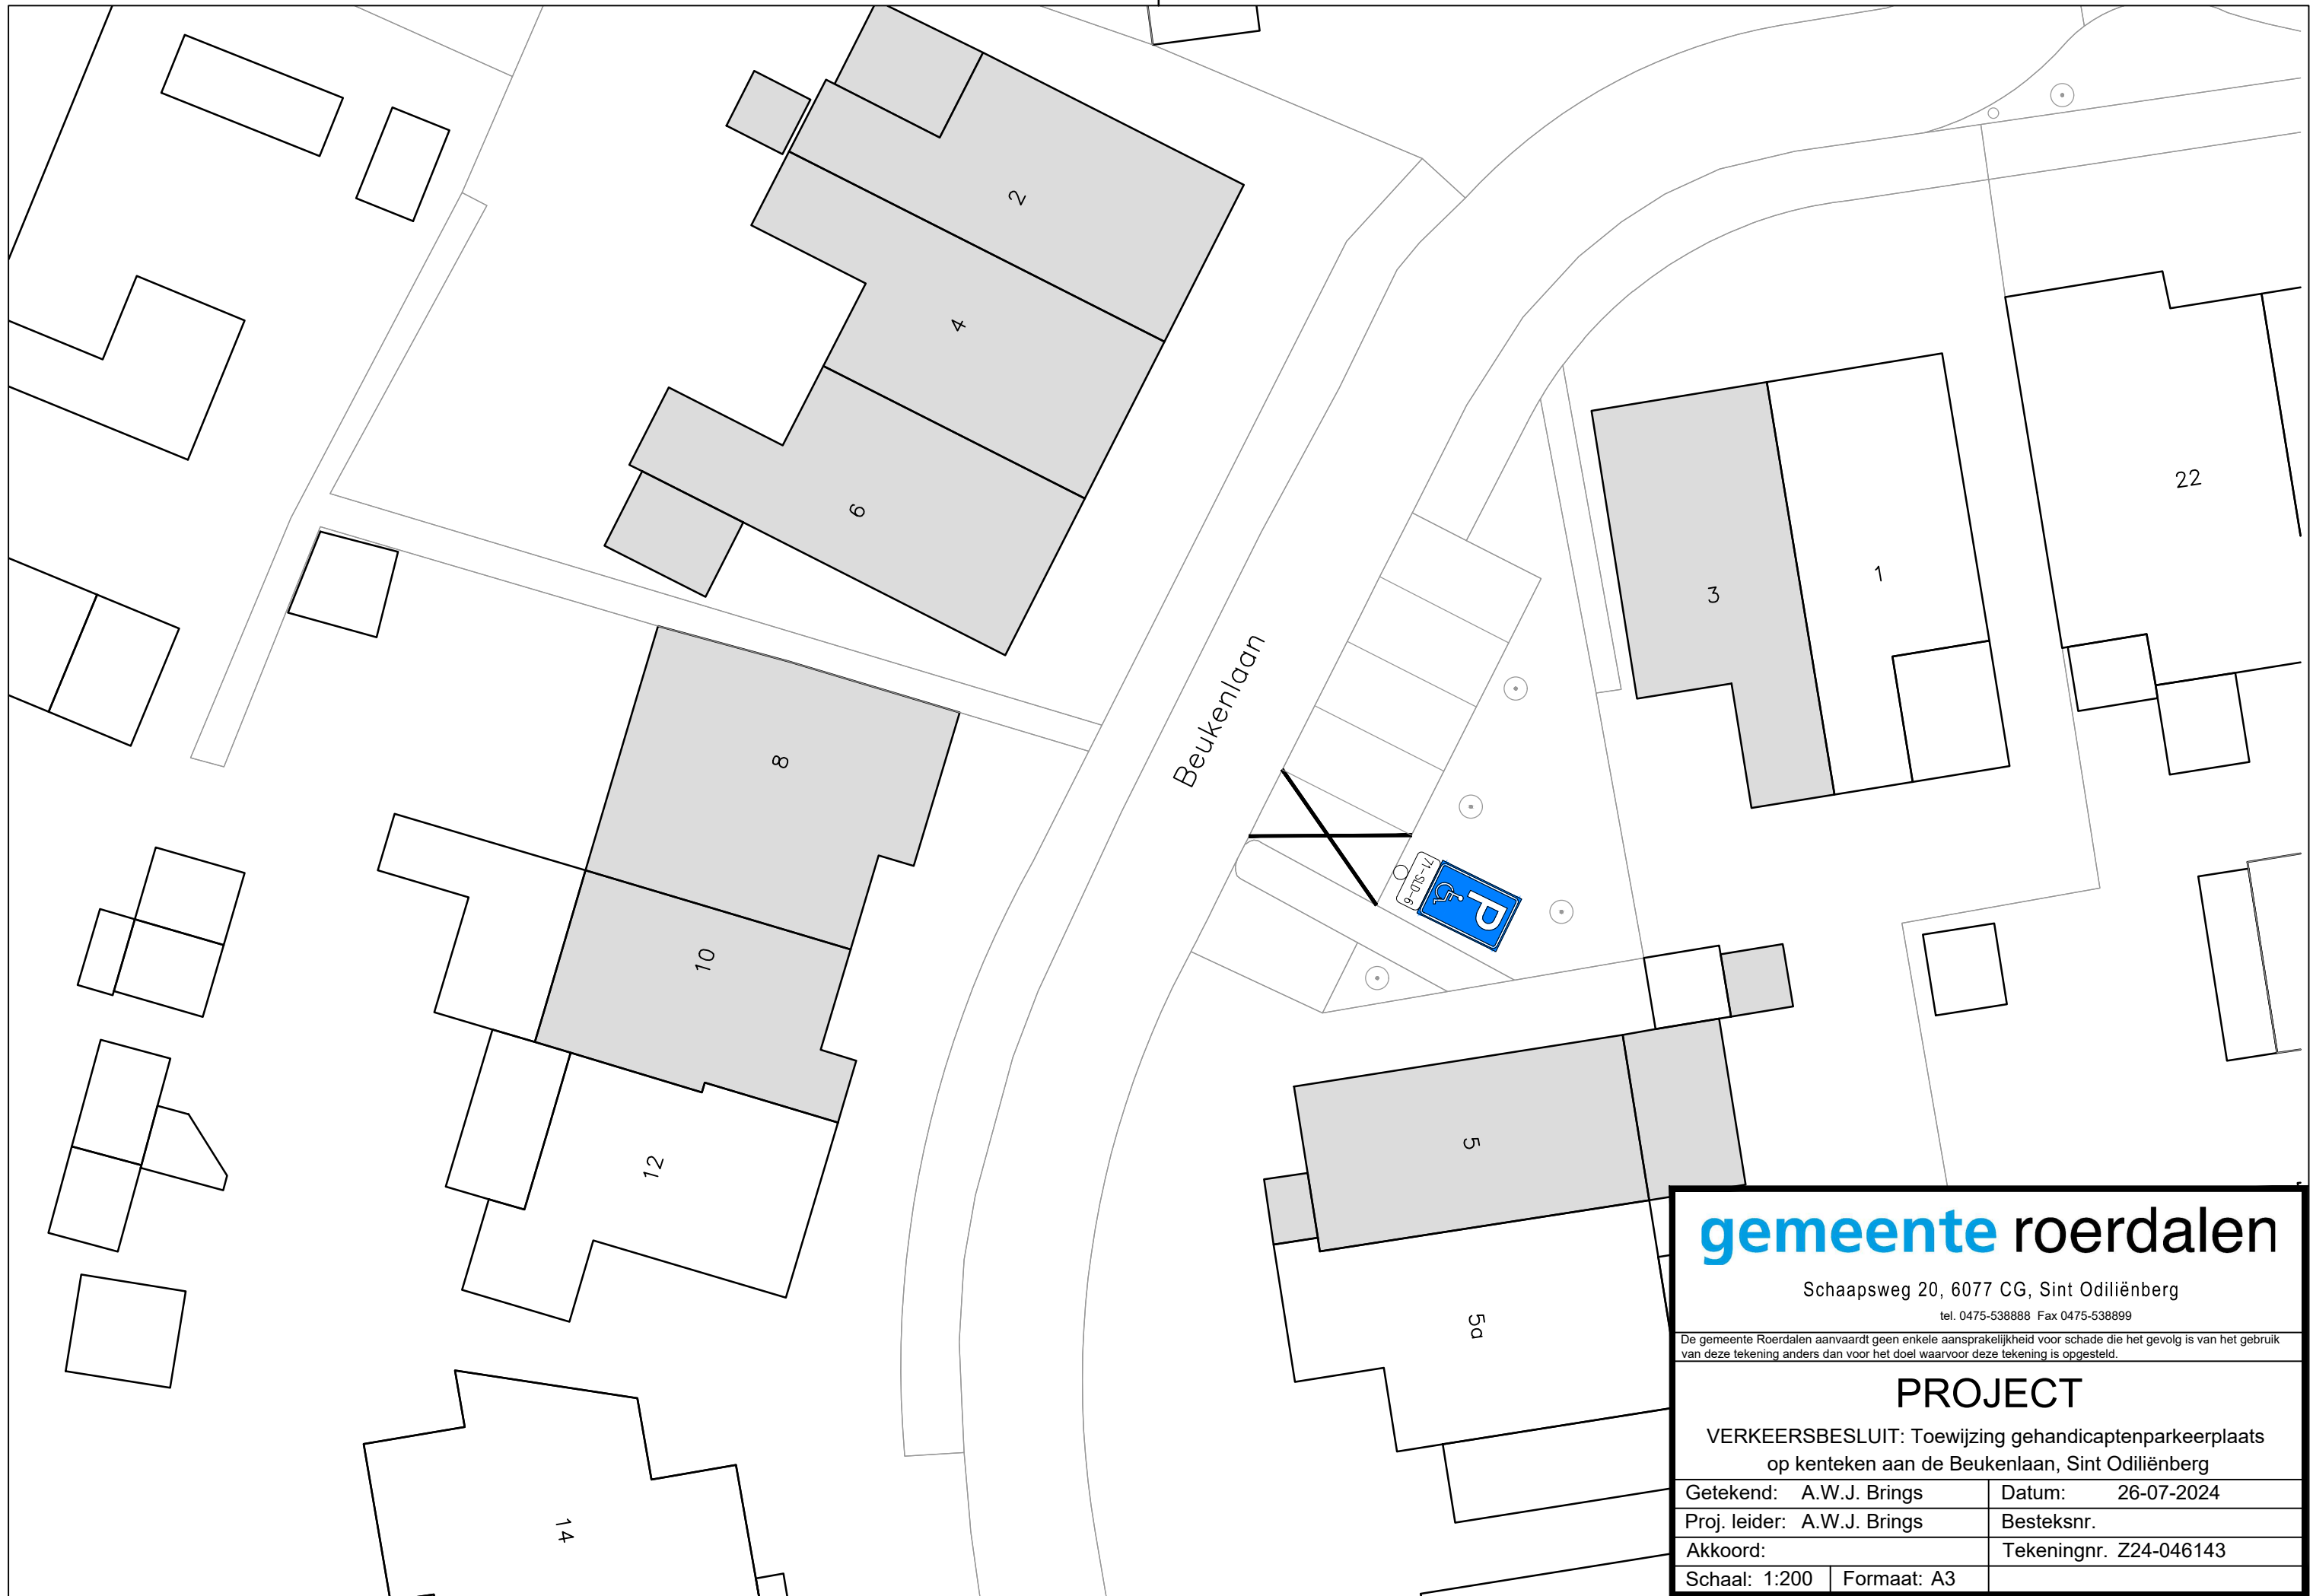 2
4
6
8
10
12
14
Beukenlaan
3
1
22
71-SLD-6
P
5
5a
gemeente roerdalen
Schaapsweg 20, 6077 CG, Sint Odiliënberg
tel. 0475-538888 Fax 0475-538899
De gemeente Roerdalen aanvaardt geen enkele aansprakelijkheid voor schade die het gevolg is van het gebruik
van deze tekening anders dan voor het doel waarvoor deze tekening is opgesteld.
PROJECT
VERKEERSBESLUIT: Toewijzing gehandicaptenparkeerplaats
op kenteken aan de Beukenlaan, Sint Odiliënberg
Getekend: A.W.J. Brings Datum: 26-07-2024
Proj. leider: A.W.J. Brings Besteksnr.
Akkoord: Tekeningnr. Z24-046143
Schaal: 1:200 Formaat: A3